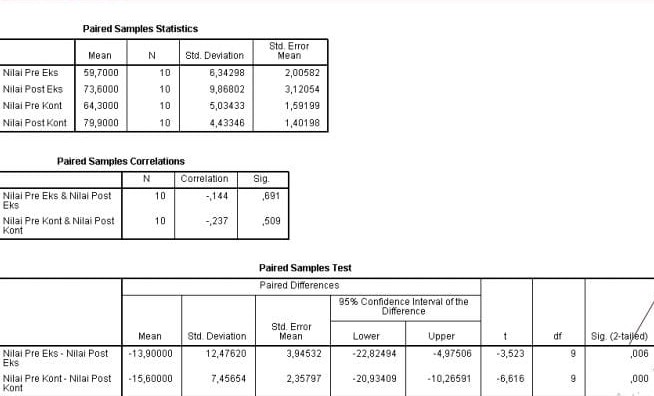 Paired Samples Statistics
Mean N Std. Deviation Std. Error Mean
Nilai Pre Eks 59,7000 10 6,34298 2,00582
Nilai Post Eks 73,6000 10 9,86802 3,12054
Nilai Pre Kont 64,3000 10 5,03433 1,59199
Nilai Post Kont 79,9000 10 4,43346 1,40198
Paired Samples Correlations
N Correlation Sig.
Nilai Pre Eks & Nilai Post Eks 10 -,144 ,691
Nilai Pre Kont & Nilai Post Kont 10 -,237 ,509
Paired Samples Test
Paired Differences
95% Confidence Interval of the Difference
Mean Std. Deviation Std. Error Mean Lower Upper t df Sig. (2-tailed)
Nilai Pre Eks - Nilai Post Eks -13,90000 12,47620 3,94532 -22,82494 -4,97506 -3,523 9 ,006
Nilai Pre Kont - Nilai Post Kont -15,60000 7,45654 2,35797 -20,93409 -10,26591 -6,616 9 ,000